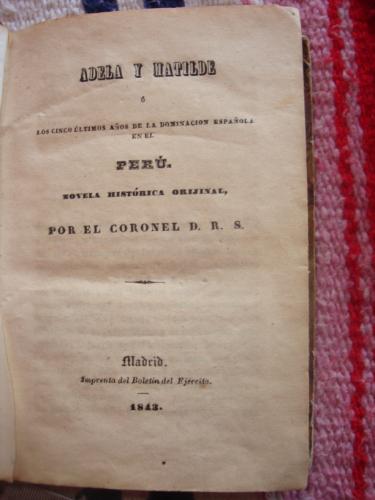 ADELA Y MATILDE
Ó
LOS CINCO ÚLTIMOS AÑOS DE LA DOMINACION ESPAÑOLA
EN EL
PERÚ.
NOVELA HISTÓRICA ORIJINAL,
POR EL CORONEL D. R. S.
Madrid.
Imprenta del Boletin del Ejército.
1843.